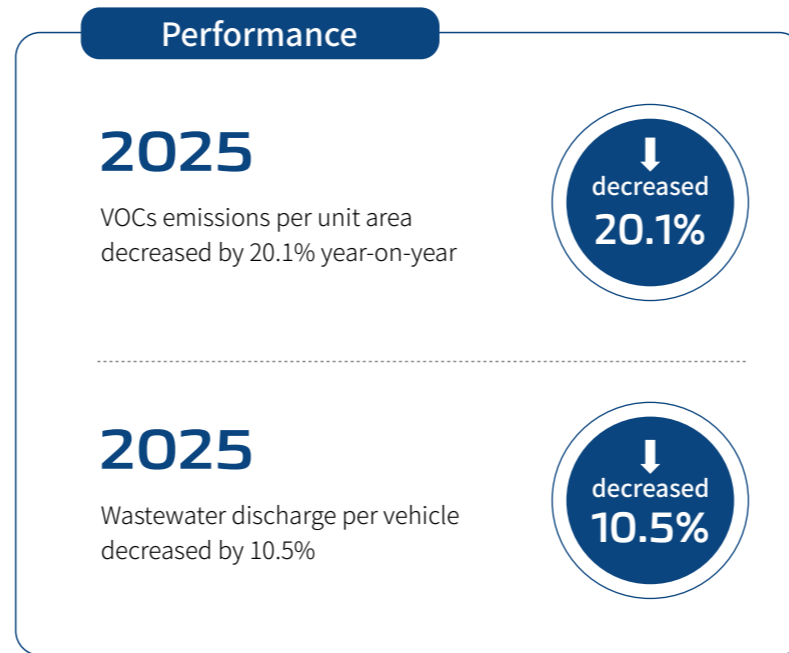 Performance
2025
VOCs emissions per unit area
decreased by 20.1% year-on-year
decreased
20.1%
2025
Wastewater discharge per vehicle
decreased by 10.5%
decreased
10.5%